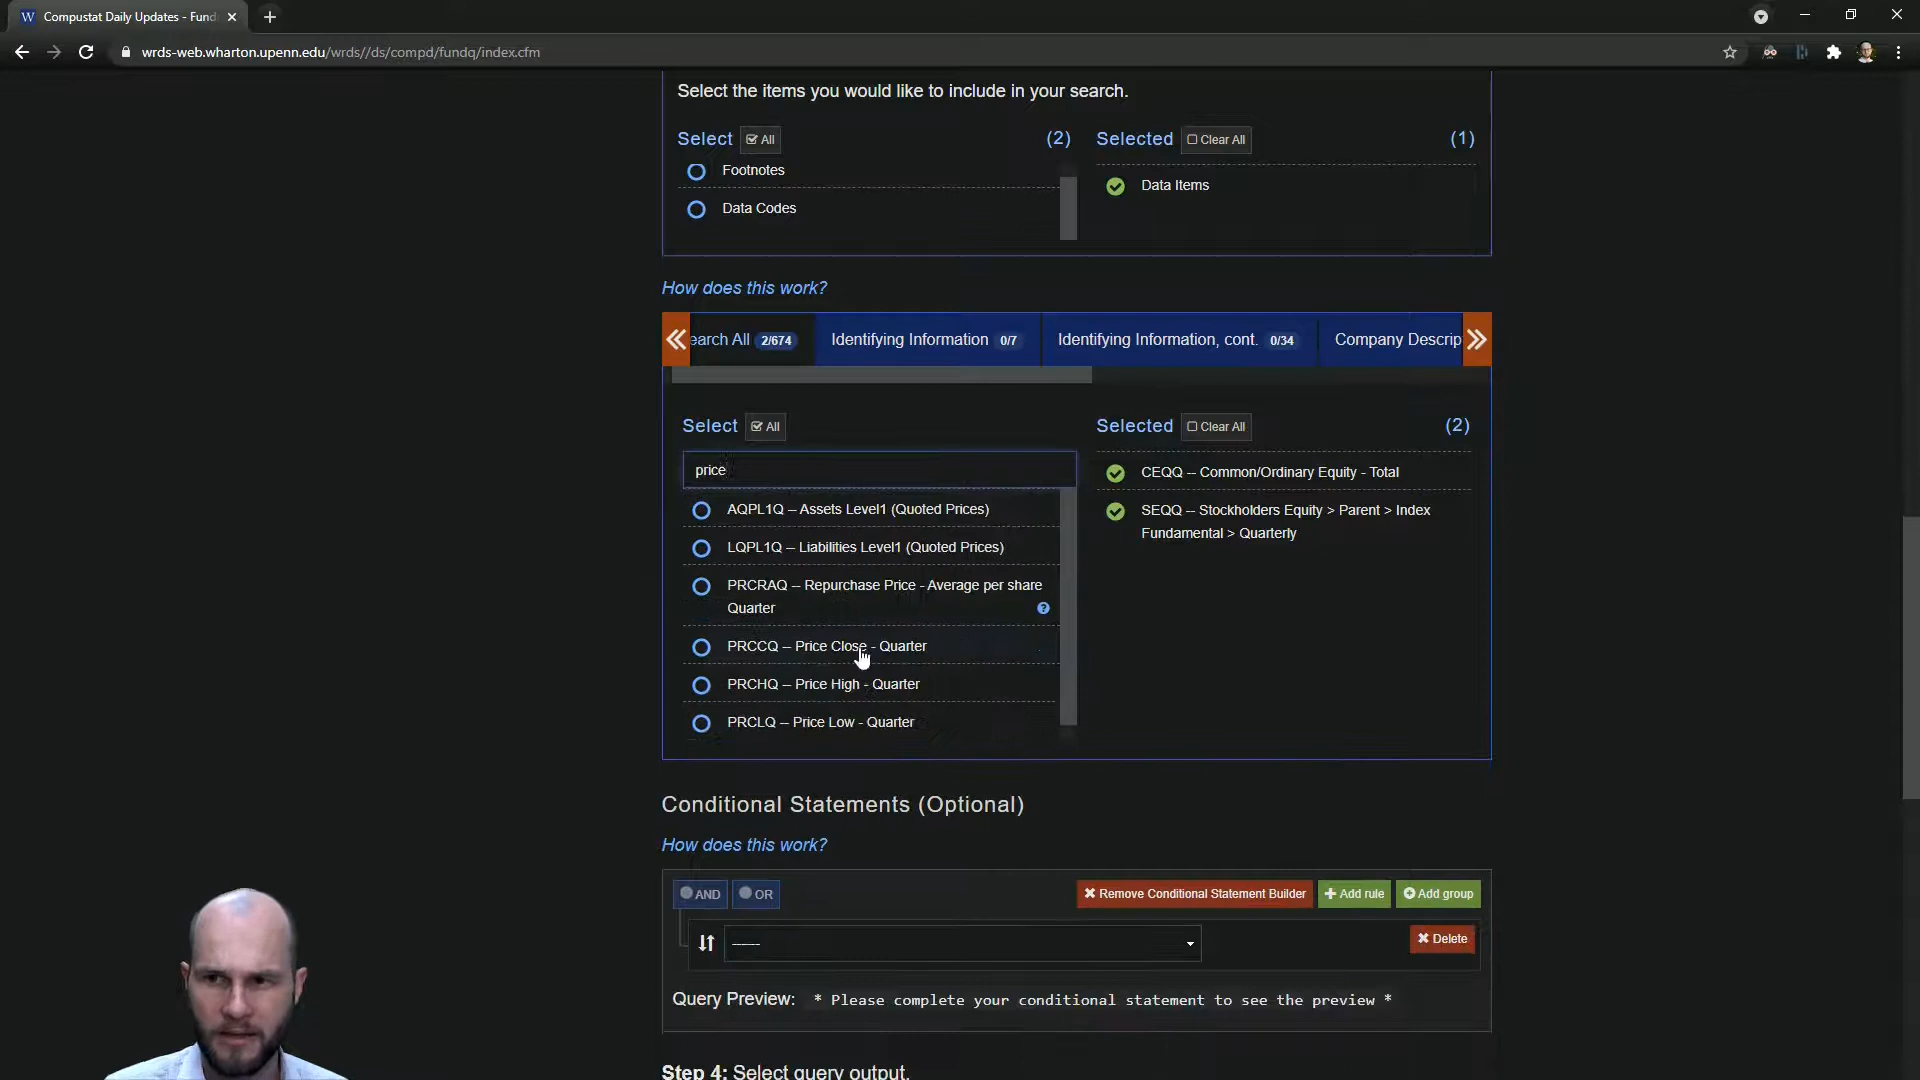 W Compustat Daily Updates - Fund
wrds-web.wharton.upenn.edu/wrds//ds/compd/fundq/index.cfm
Select the items you would like to include in your search.
Select All (2) Selected Clear All (1)
Footnotes
Data Codes
Data Items
How does this work?
earch All 2/674 Identifying Information 0/7 Identifying Information, cont. 0/34 Company Descrip
Select All Selected Clear All (2)
price
AQPL1Q -- Assets Level1 (Quoted Prices)
LQPL1Q -- Liabilities Level1 (Quoted Prices)
PRCRAQ -- Repurchase Price - Average per share
Quarter ?
PRCCQ -- Price Close - Quarter
PRCHQ -- Price High - Quarter
PRCLQ -- Price Low - Quarter
CEQQ -- Common/Ordinary Equity - Total
SEQQ -- Stockholders Equity > Parent > Index
Fundamental > Quarterly
Conditional Statements (Optional)
How does this work?
AND OR Remove Conditional Statement Builder Add rule Add group
------ Delete
Query Preview: * Please complete your conditional statement to see the preview *
Step 4: Select query output.